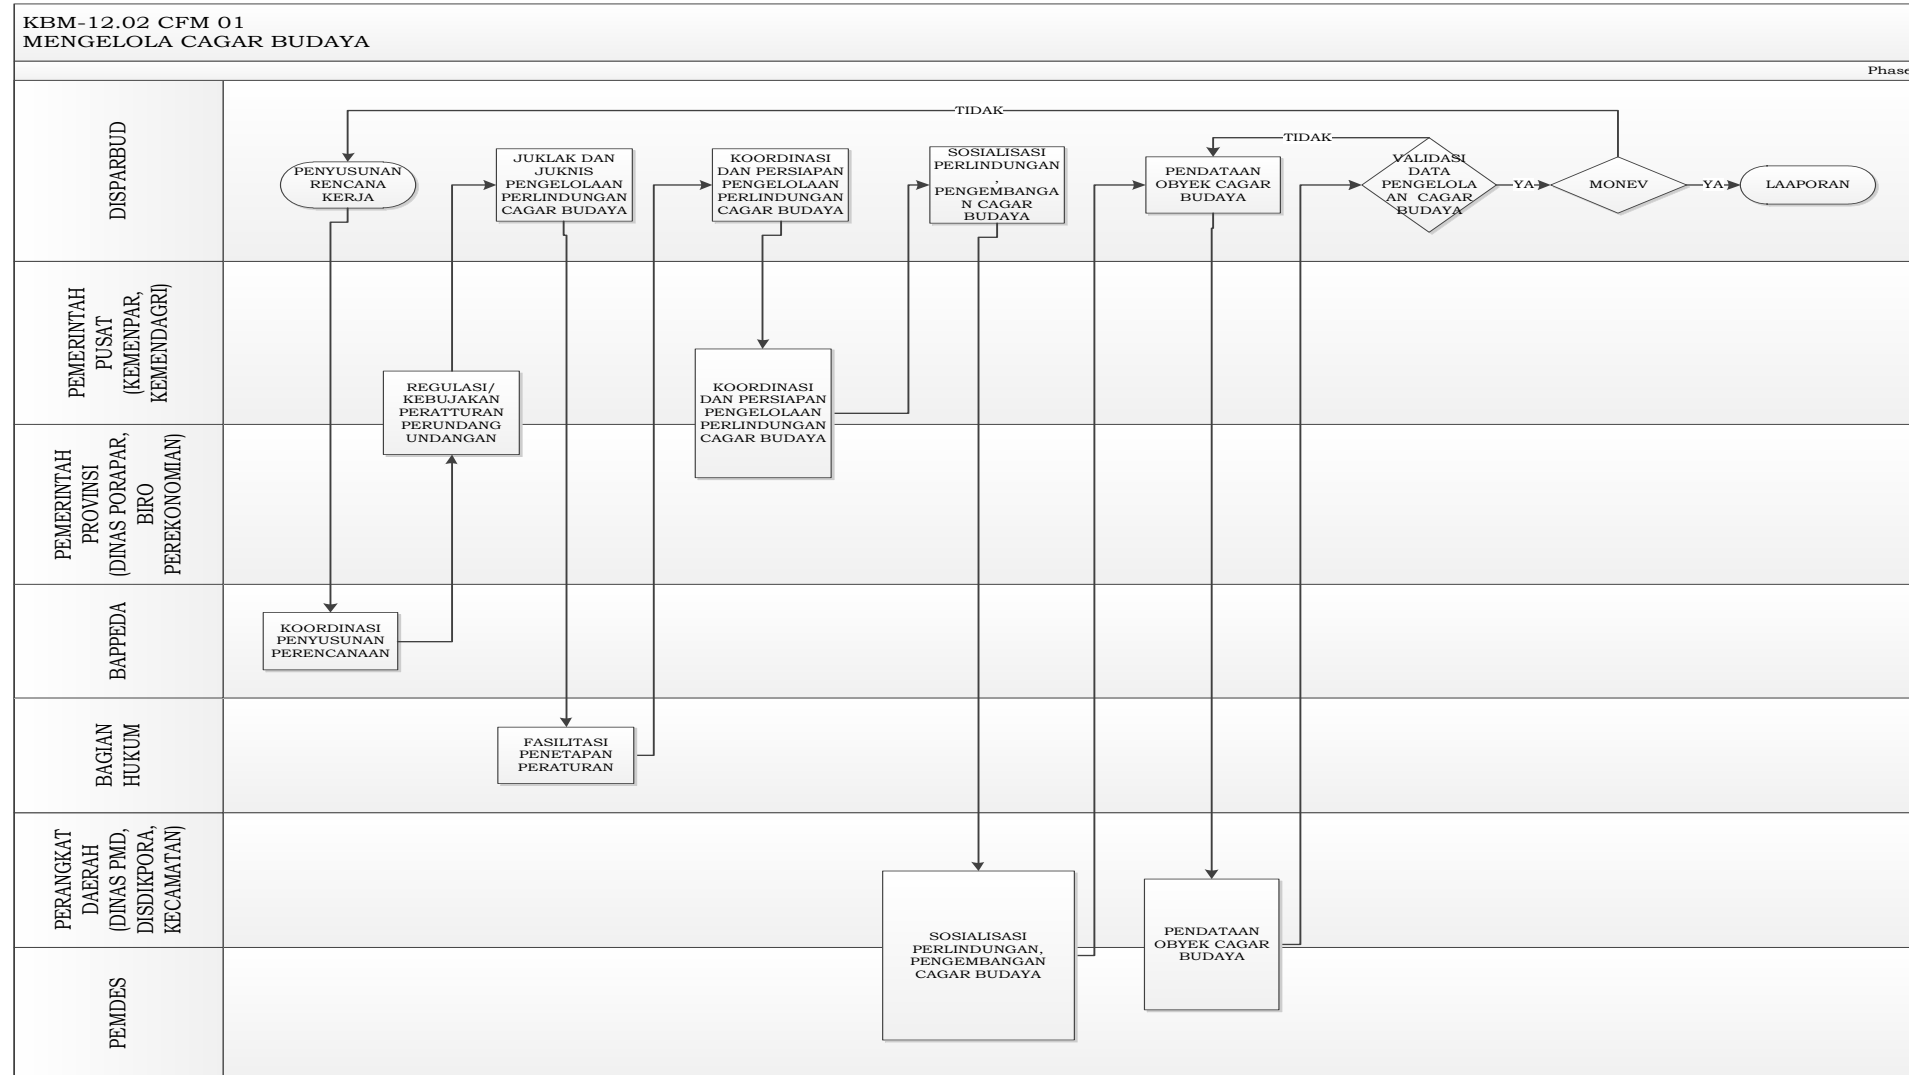 KBM-12.02 CFM 01
MENGELOLA CAGAR BUDAYA
Phase
DISPARBUD
TIDAK
PENYUSUNAN
RENCANA
KERJA
JUKLAK DAN
JUKNIS
PENGELOLAAN
PERLINDUNGAN
CAGAR BUDAYA
KOORDINASI
DAN PERSIAPAN
PENGELOLAAN
PERLINDUNGAN
CAGAR BUDAYA
SOSIALISASI
PERLINDUNGAN
,
PENGEMBANGA
N CAGAR
BUDAYA
PENDATAAN
OBYEK CAGAR
BUDAYA
TIDAK
VALIDASI
DATA
PENGELOLA
AN CAGAR
BUDAYA
YA
MONEV
YA
LAAPORAN
PEMERINTAH
PUSAT
(KEMENPAR,
KEMENDAGRI)
REGULASI/
KEBUJAKAN
PERATTURAN
PERUNDANG
UNDANGAN
KOORDINASI
DAN PERSIAPAN
PENGELOLAAN
PERLINDUNGAN
CAGAR BUDAYA
PEMERINTAH
PROVINSI
(DINAS PORAPAR,
BIRO
PEREKONOMIAN)
BAPPEDA
KOORDINASI
PENYUSUNAN
PERENCANAAN
BAGIAN
HUKUM
FASILITASI
PENETAPAN
PERATURAN
PERANGKAT
DAERAH
(DINAS PMD,
DISDIKPORA,
KECAMATAN)
SOSIALISASI
PERLINDUNGAN,
PENGEMBANGAN
CAGAR BUDAYA
PENDATAAN
OBYEK CAGAR
BUDAYA
PEMDES